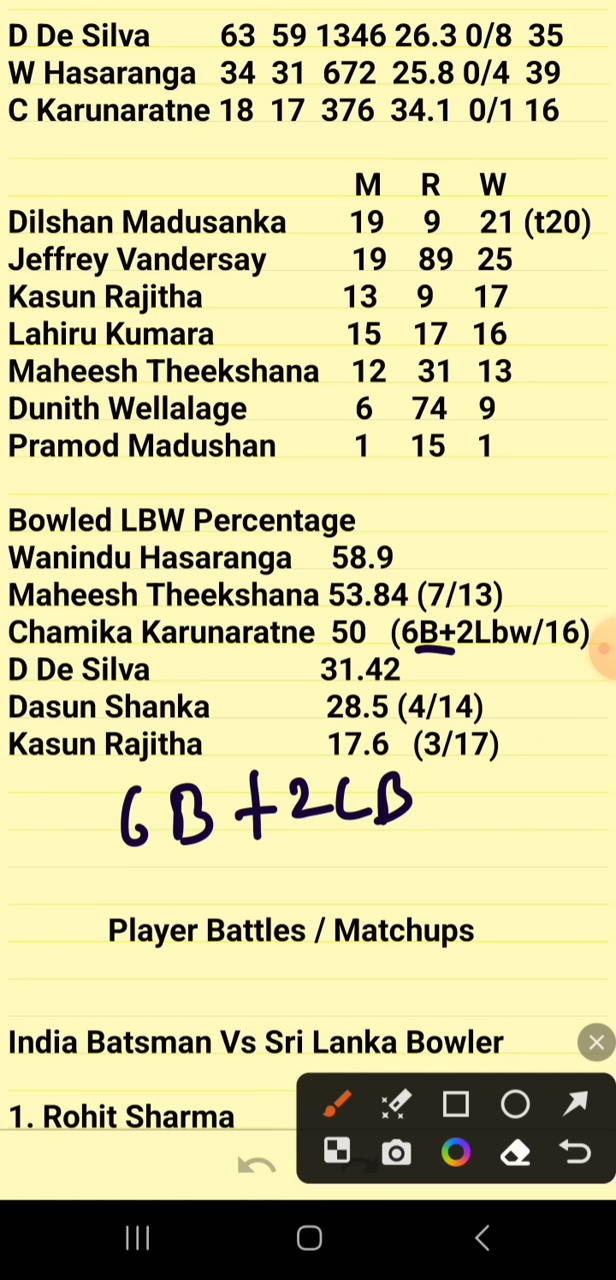 D De Silva 63 59 1346 26.3 0/8 35
W Hasaranga 34 31 672 25.8 0/4 39
C Karunaratne 18 17 376 34.1 0/1 16
M R W
Dilshan Madusanka 19 9 21 (t20)
Jeffrey Vandersay 19 89 25
Kasun Rajitha 13 9 17
Lahiru Kumara 15 17 16
Maheesh Theekshana 12 31 13
Dunith Wellalage 6 74 9
Pramod Madushan 1 15 1
Bowled LBW Percentage
Wanindu Hasaranga 58.9
Maheesh Theekshana 53.84 (7/13)
Chamika Karunaratne 50 (6B+2Lbw/16)
D De Silva 31.42
Dasun Shanka 28.5 (4/14)
Kasun Rajitha 17.6 (3/17)
6B+2LB
Player Battles / Matchups
India Batsman Vs Sri Lanka Bowler
1. Rohit Sharma